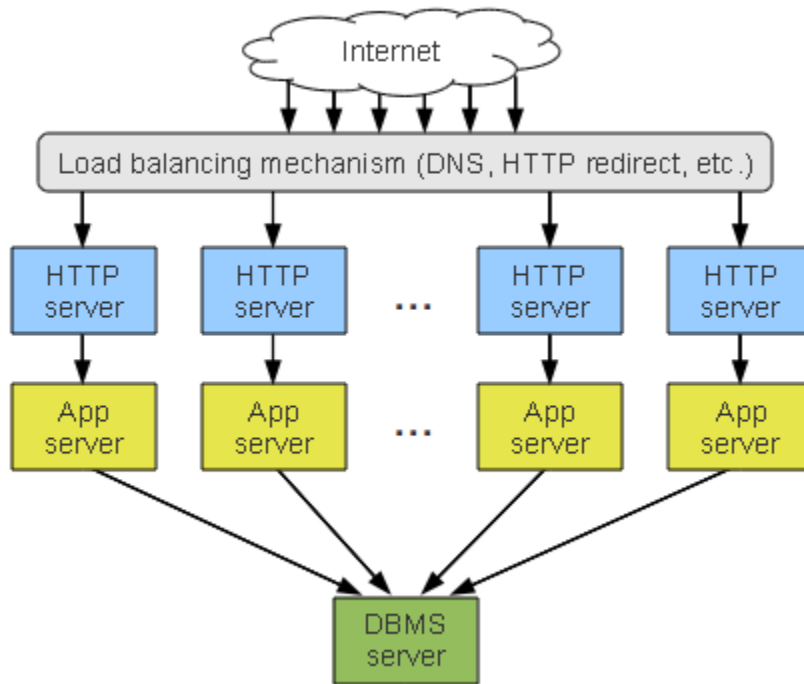 Internet
Load balancing mechanism (DNS, HTTP redirect, etc.)
HTTP
server
HTTP
server
...
HTTP
server
HTTP
server
App
server
App
server
...
App
server
App
server
DBMS
server